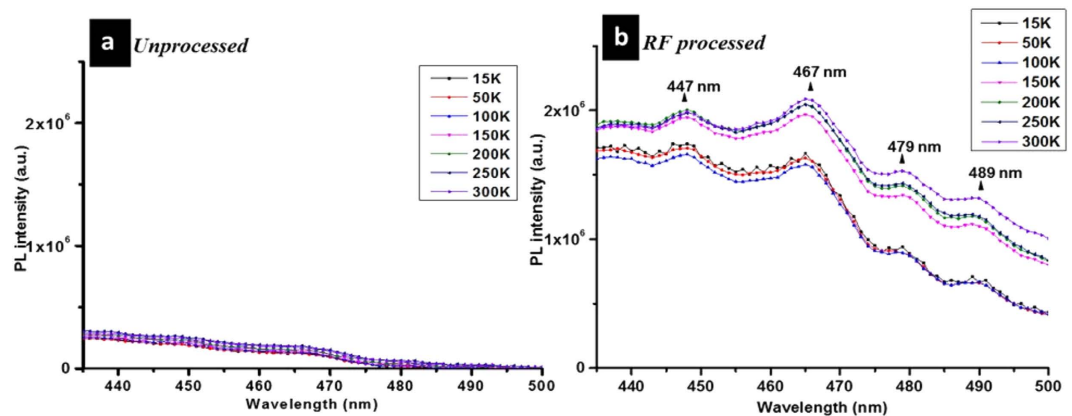 a Unprocessed
PL intensity (a.u.)
2x10⁶
1x10⁶
0
440 450 460 470 480 490 500
Wavelength (nm)
15K
50K
100K
150K
200K
250K
300K
b RF processed
PL intensity (a.u.)
2x10⁶
1x10⁶
0
440 450 460 470 480 490 500
Wavelength (nm)
447 nm
467 nm
479 nm
489 nm
15K
50K
100K
150K
200K
250K
300K